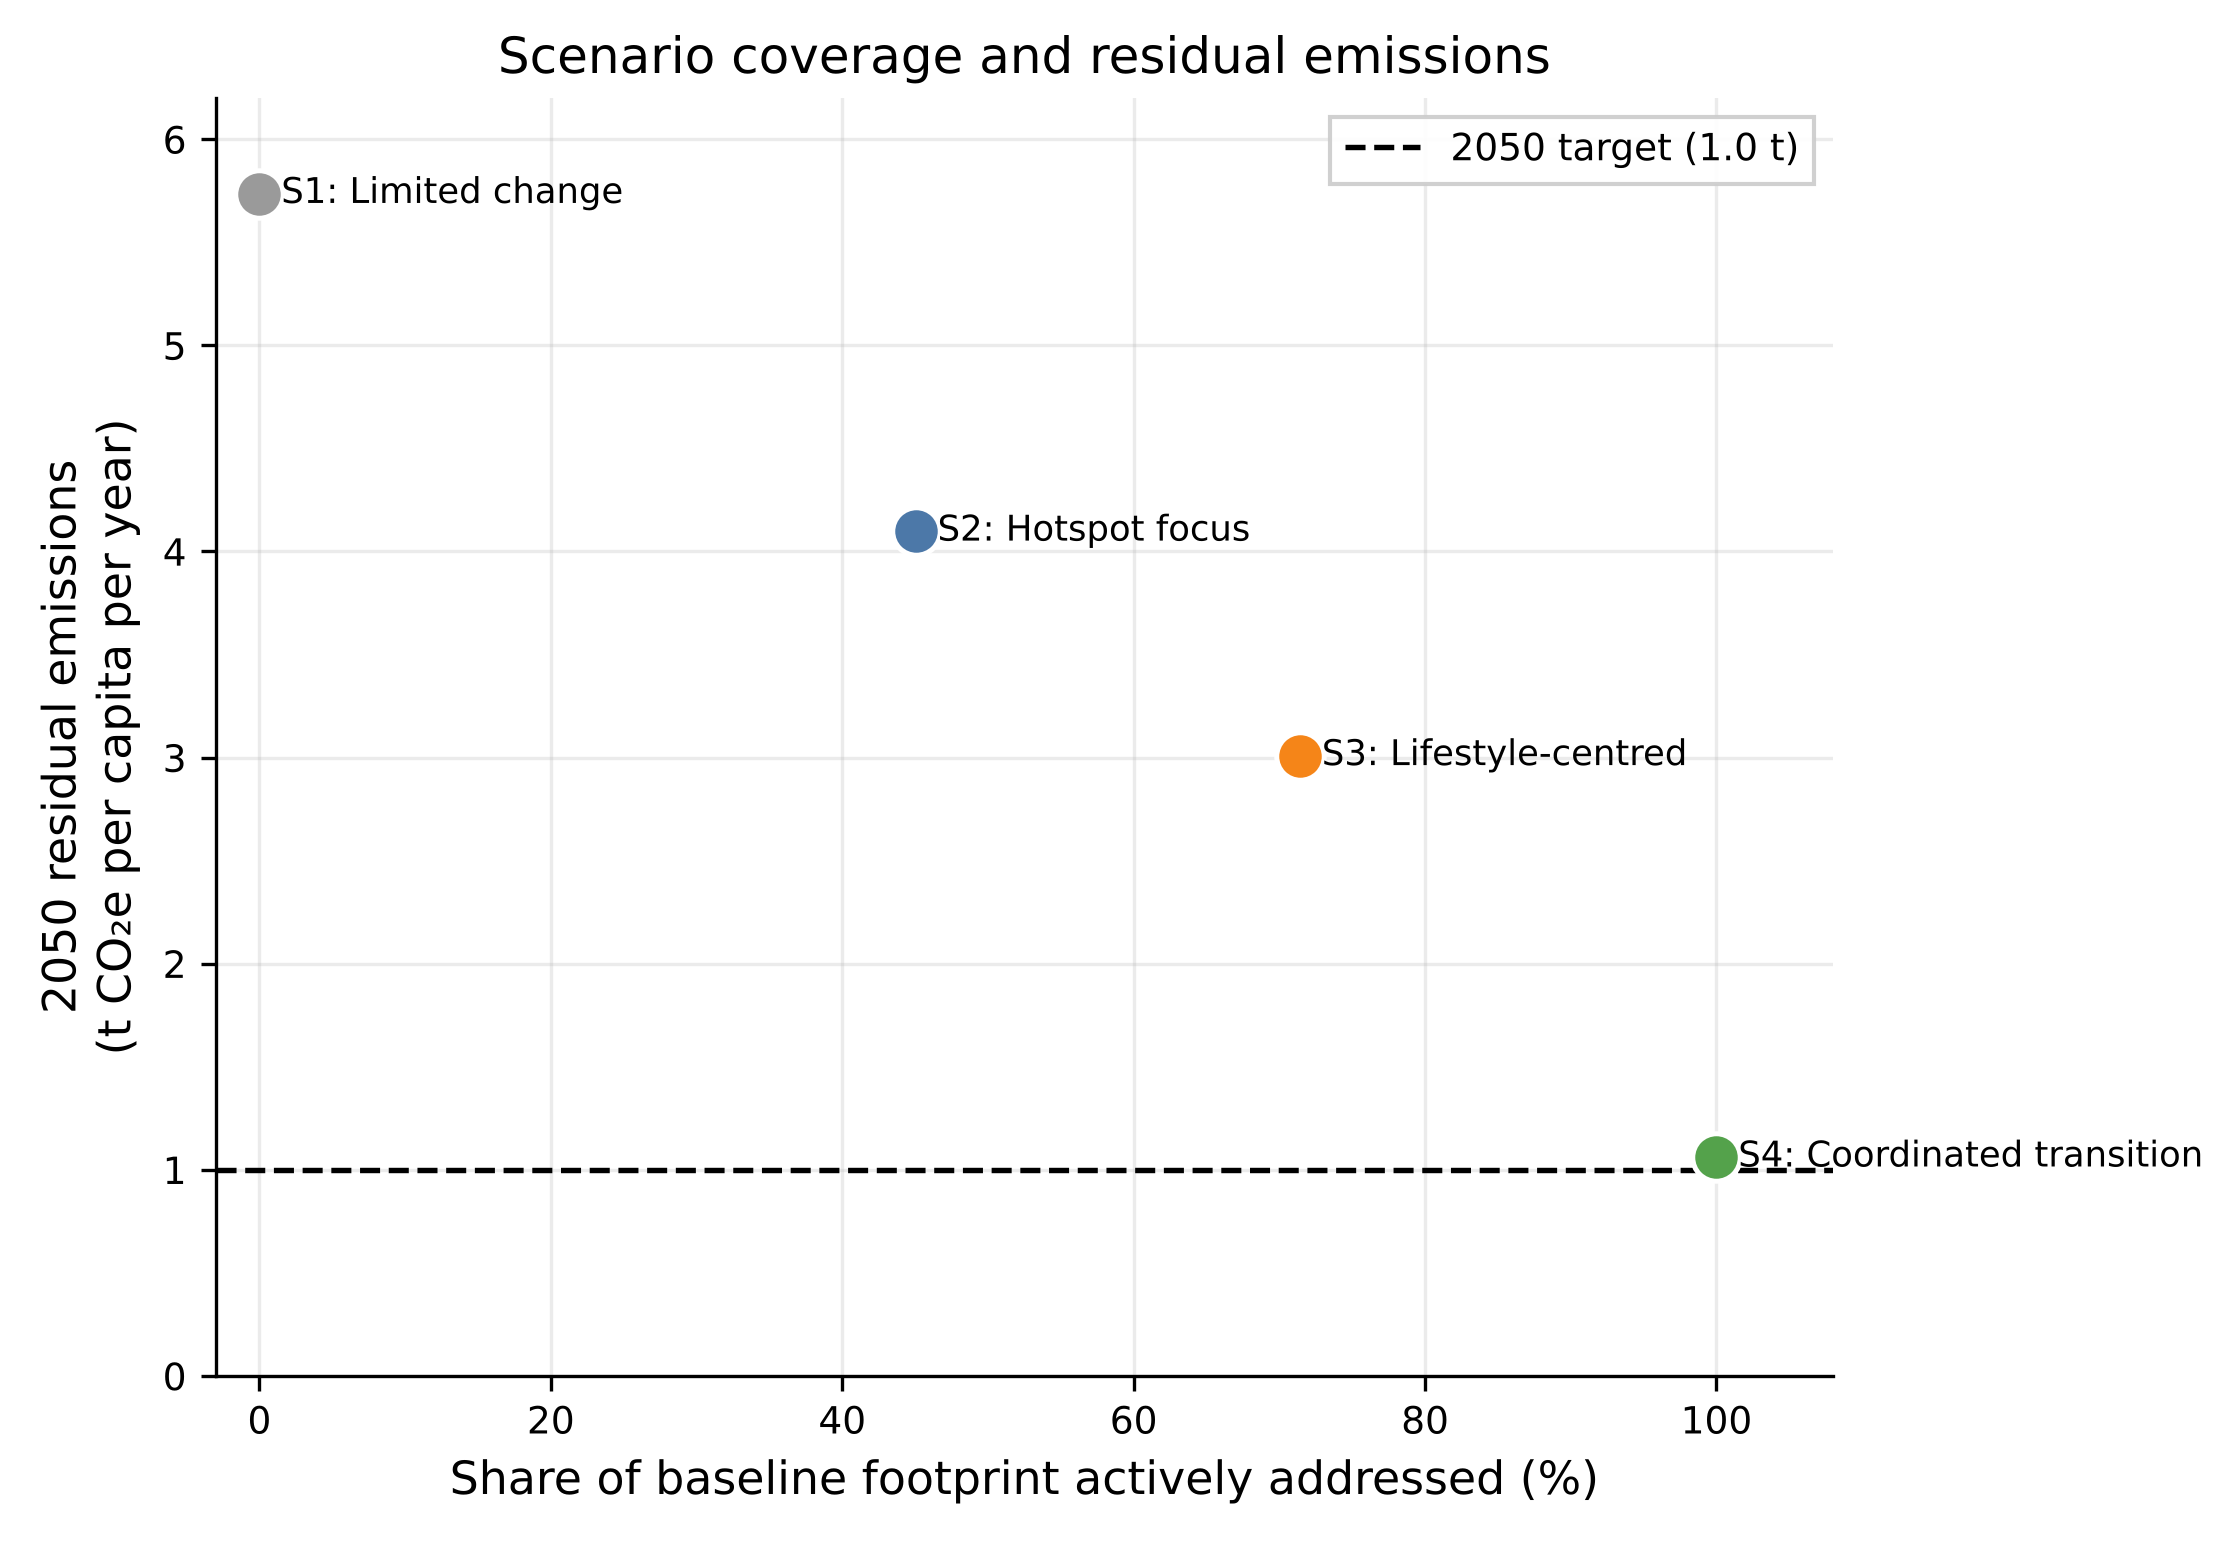 Scenario coverage and residual emissions
2050 target (1.0 t)
6
5
4
3
2
1
0
S1: Limited change
S2: Hotspot focus
S3: Lifestyle-centred
S4: Coordinated transition
2050 residual emissions
(t CO₂e per capita per year)
0
20
40
60
80
100
Share of baseline footprint actively addressed (%)